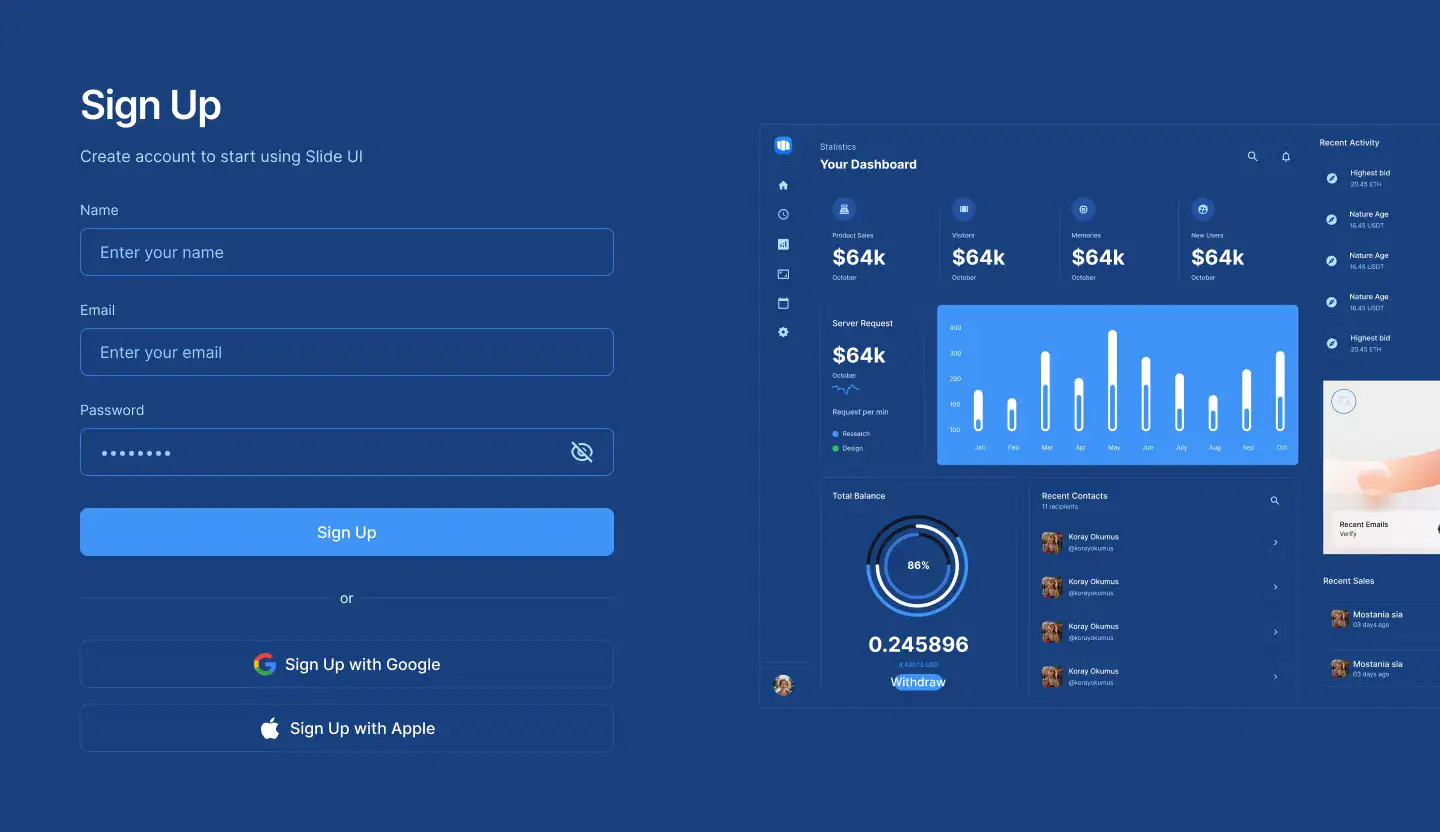 Sign Up
Create account to start using Slide UI
Name
Enter your name
Email
Enter your email
Password
Sign Up
or
Sign Up with Google
Sign Up with Apple
Statistics
Your Dashboard
Product Sales
$64k
October
Visitors
$64k
October
Memories
$64k
October
New Users
$64k
October
Server Request
$64k
October
Request per min
Research
Design
400
300
200
100
100
Jan Feb Mar Apr May Jun July Aug Sep Oct
Total Balance
86%
0.245896
4,430.15 USD
Withdraw
Recent Contacts
11 recipients
Koray Okumus
@korayokumus
Koray Okumus
@korayokumus
Koray Okumus
@korayokumus
Koray Okumus
@korayokumus
Recent Activity
Highest bid
20.45 ETH
Nature Age
16.45 USDT
Nature Age
16.45 USDT
Nature Age
16.45 USDT
Highest bid
20.45 ETH
Recent Emails
Verify
Recent Sales
Mostania sia
03 days ago
Mostania sia
03 days ago